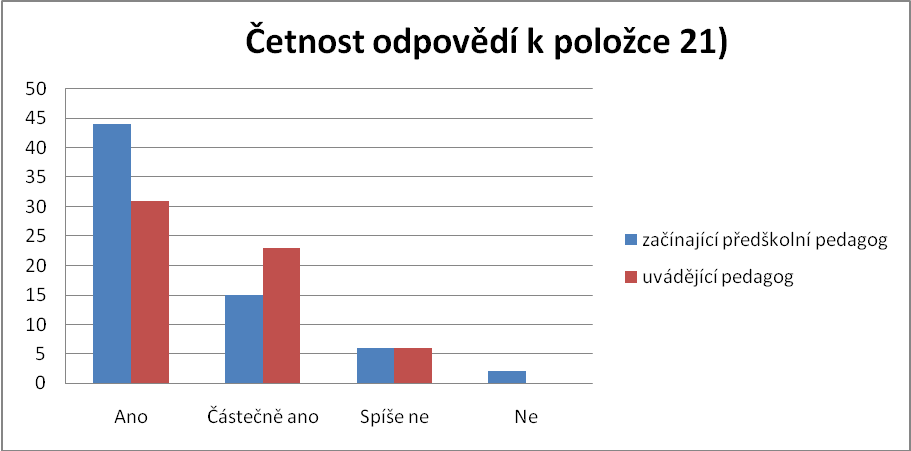 Četnost odpovědí k položce 21)
50
45
40
35
30
25
20
15
10
5
0
Ano
Částečně ano
Spíše ne
Ne
začínající předškolní pedagog
uvádějící pedagog